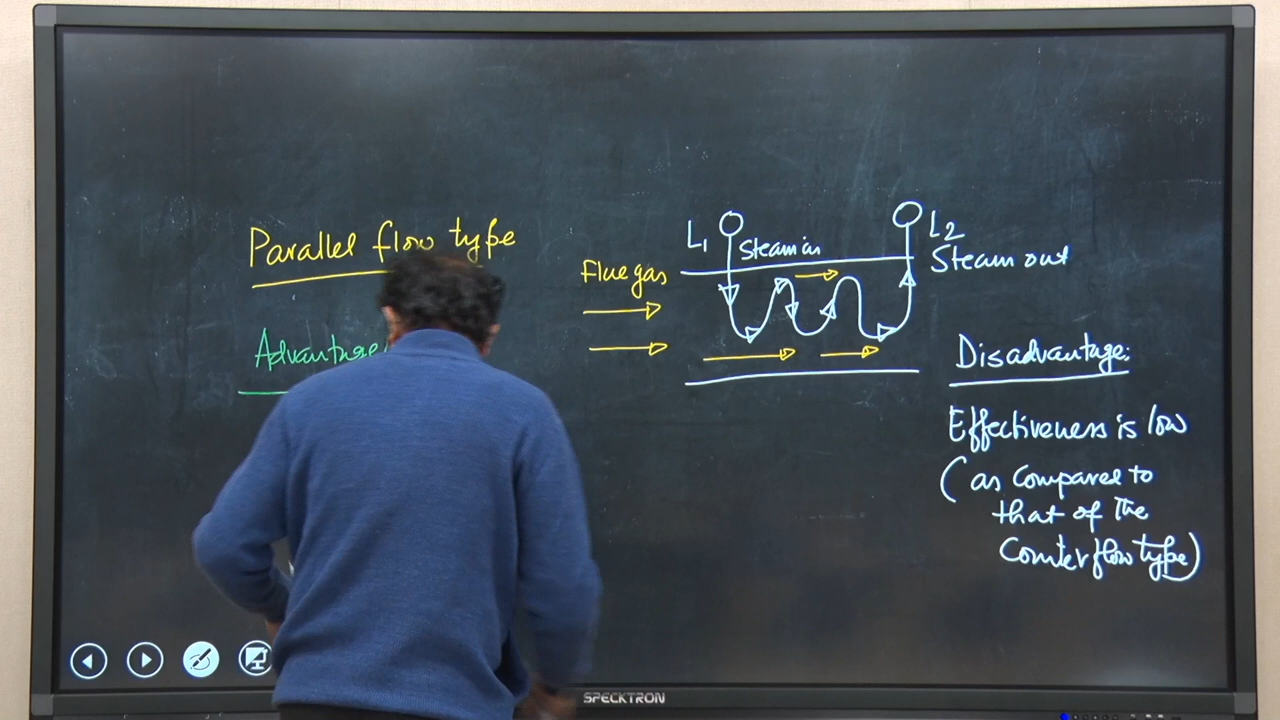 Parallel flow type
Advantage
Flue gas
L1
Steam in
L2
Steam out
Disadvantage:
Effectiveness is low
(as compared to
that of the
Counterflow type)
SPECKTRON